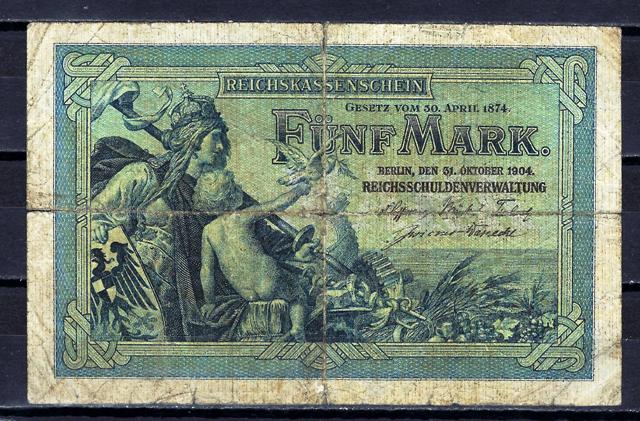 REICHSKASSENSCHEIN
GESETZ VOM 30. APRIL 1874.
FÜNF MARK.
BERLIN, DEN 31. OKTOBER 1904.
REICHSSCHULDENVERWALTUNG